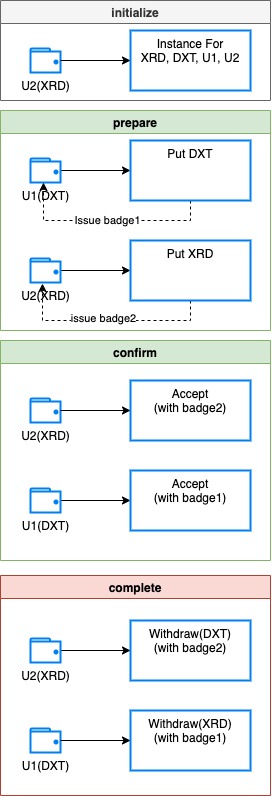 initialize
Instance For
XRD, DXT, U1, U2
U2(XRD)
prepare
Put DXT
U1(DXT)
Issue badge1
Put XRD
U2(XRD)
issue badge2
confirm
Accept
(with badge2)
U2(XRD)
Accept
(with badge1)
U1(DXT)
complete
Withdraw(DXT)
(with badge2)
U2(XRD)
Withdraw(XRD)
(with badge1)
U1(DXT)